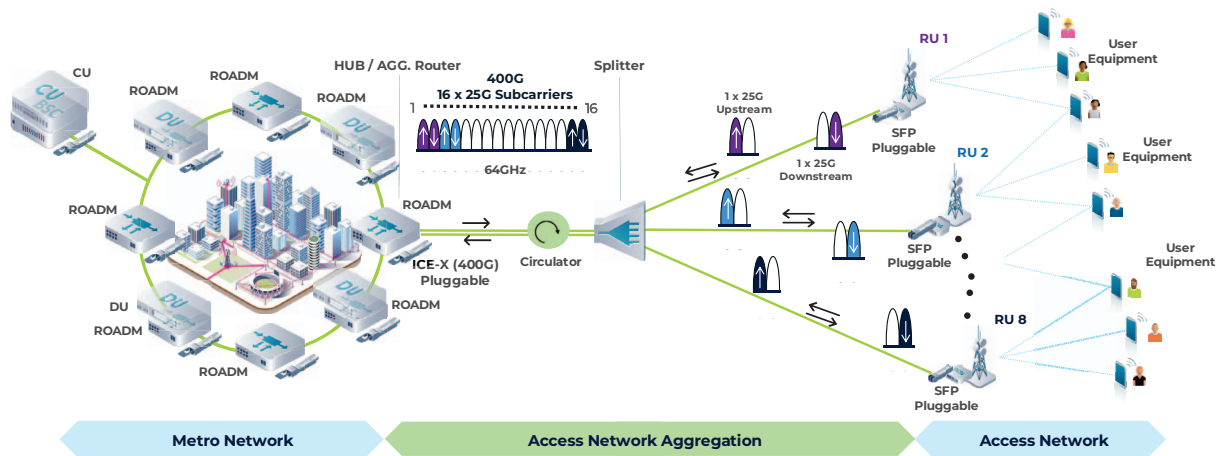 CU
CU
BSC
ROADM
DU
ROADM
ROADM
DU
ROADM
ROADM
DU
ROADM
DU
ROADM
DU
ROADM
ROADM
HUB / AGG. Router
400G
16 x 25G Subcarriers
1
16
64GHz
ICE-X (400G)
Pluggable
Circulator
Splitter
1 x 25G
Upstream
1 x 25G
Downstream
RU 1
SFP
Pluggable
RU 2
SFP
Pluggable
RU 8
SFP
Pluggable
User
Equipment
User
Equipment
User
Equipment
Metro Network
Access Network Aggregation
Access Network